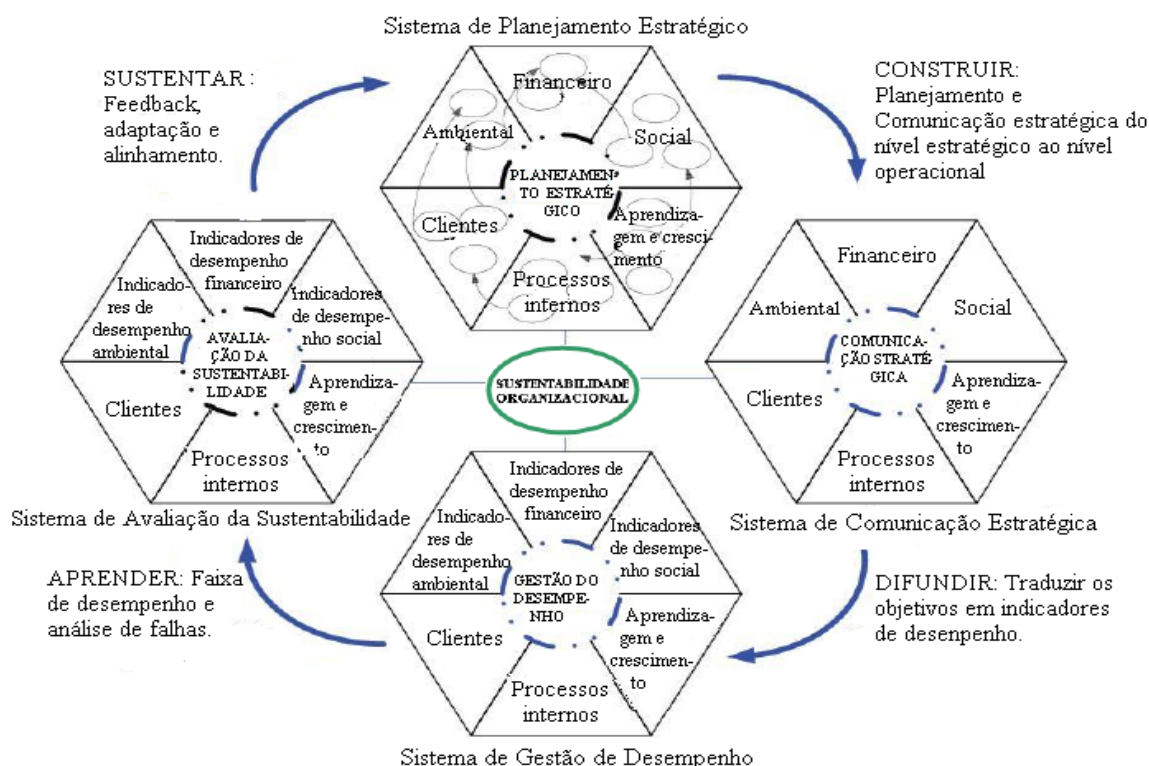 Sistema de Planejamento Estratégico
SUSTENTAR :
Feedback,
adaptação e
alinhamento.
CONSTRUIR:
Planejamento e
Comunicação estratégica do
nível estratégico ao nível
operacional
Financeiro
Ambiental
Social
PLANEJAMEN-
TO ESTRATÉ-
GICO
Clientes
Aprendiza-
gem e cresci-
mento
Processos
internos
Indicadores de
desempenho
financeiro
Indicado-
res de
desempenho
ambiental
Indicadores
de desempe-
nho social
AVALIA-
ÇÃO DA
SUSTENTABI-
LIDADE
Clientes
Aprendiza-
gem e
crescimento
Processos
internos
Sistema de Avaliação da Sustentabilidade
SUSTENTABILIDADE
ORGANIZACIONAL
Financeiro
Ambiental
Social
COMUNICA-
ÇÃO STRATÉ-
GICA
Clientes
Aprendiza-
gem e
crescimen-
to
Processos
internos
Sistema de Comunicação Estratégica
APRENDER: Faixa
de desempenho e
análise de falhas.
DIFUNDIR: Traduzir os
objetivos em indicadores
de desenpenho.
Indicadores de
desempenho
financeiro
Indicado-
res de
desempenho
ambiental
Indicadores
de desempe-
nho social
GESTÃO DO
DESEMPE-
NHO
Clientes
Aprendiza-
gem e
crescimen-
to
Processos
internos
Sistema de Gestão de Desempenho